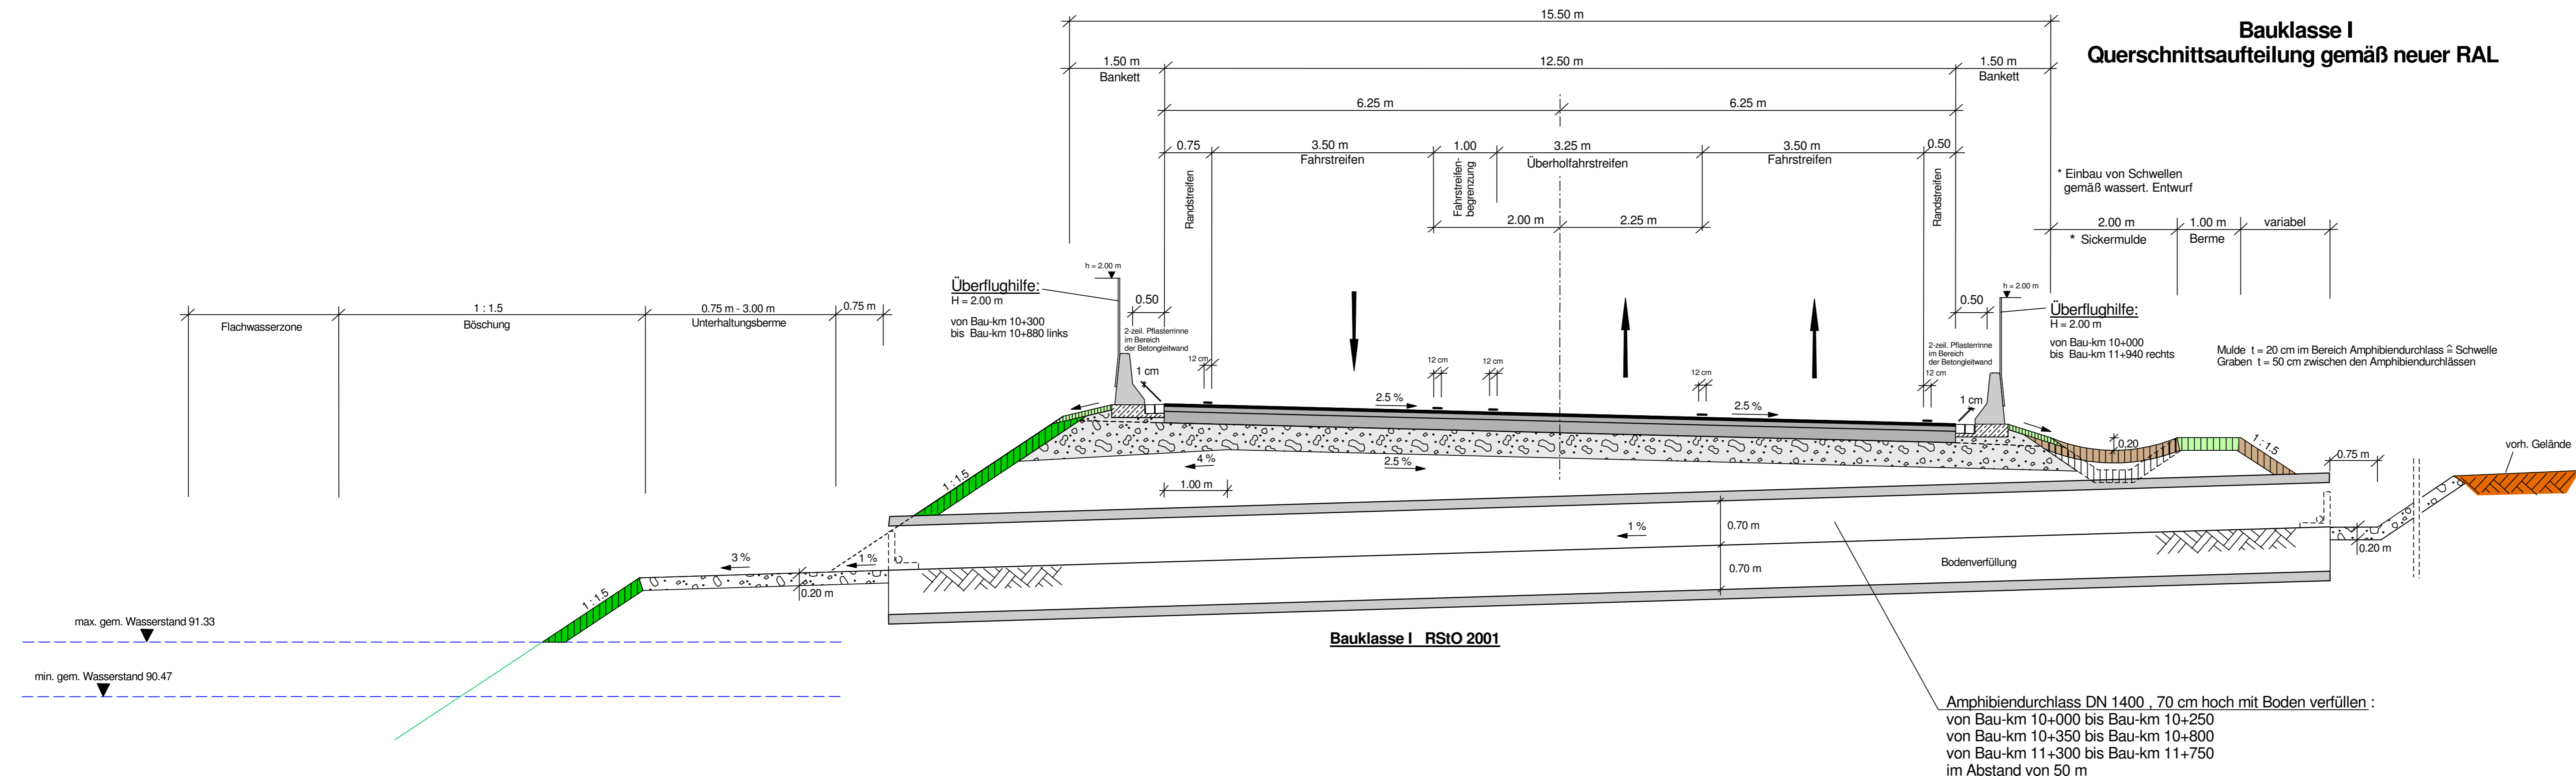 15.50 m
Bauklasse I
Querschnittsaufteilung gemäß neuer RAL
1.50 m
Bankett
12.50 m
1.50 m
Bankett
6.25 m
6.25 m
0.75
3.50 m
Fahrstreifen
1.00
3.25 m
Überholfahrstreifen
3.50 m
Fahrstreifen
0.50
Randstreifen
Fahrstreifen-
begrenzung
Randstreifen
2.00 m
2.25 m
* Einbau von Schwellen
gemäß wassert. Entwurf
2.00 m
* Sickermulde
1.00 m
Berme
variabel
h = 2.00 m
Überflughilfe:
H = 2.00 m
von Bau-km 10+300
bis Bau-km 10+880 links
0.50
2-zeil. Pflasterrinne
im Bereich
der Betongleitwand
12 cm
1 cm
12 cm
12 cm
12 cm
h = 2.00 m
0.50
Überflughilfe:
H = 2.00 m
von Bau-km 10+000
bis Bau-km 11+940 rechts
2-zeil. Pflasterrinne
im Bereich
der Betongleitwand
12 cm
1 cm
Mulde t = 20 cm im Bereich Amphibiendurchlass ≙ Schwelle
Graben t = 50 cm zwischen den Amphibiendurchlässen
Flachwasserzone
1 : 1.5
Böschung
0.75 m - 3.00 m
Unterhaltungsberme
0.75 m
2.5 %
2.5 %
0.20
1:1.5
vorh. Gelände
0.75 m
4 %
2.5 %
1:1.5
1.00 m
0.70 m
1 %
3 %
1 %
0.20 m
0.70 m
Bodenverfüllung
0.20 m
1 : 1.5
max. gem. Wasserstand 91.33
min. gem. Wasserstand 90.47
Bauklasse I RStO 2001
Amphibiendurchlass DN 1400 , 70 cm hoch mit Boden verfüllen :
von Bau-km 10+000 bis Bau-km 10+250
von Bau-km 10+350 bis Bau-km 10+800
von Bau-km 11+300 bis Bau-km 11+750
im Abstand von 50 m